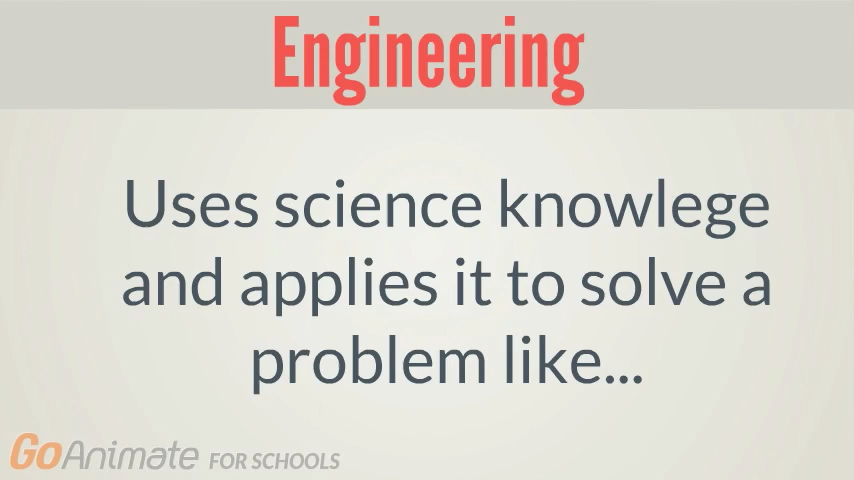 Engineering
Uses science knowlege
and applies it to solve a
problem like...
GoAnimate FOR SCHOOLS